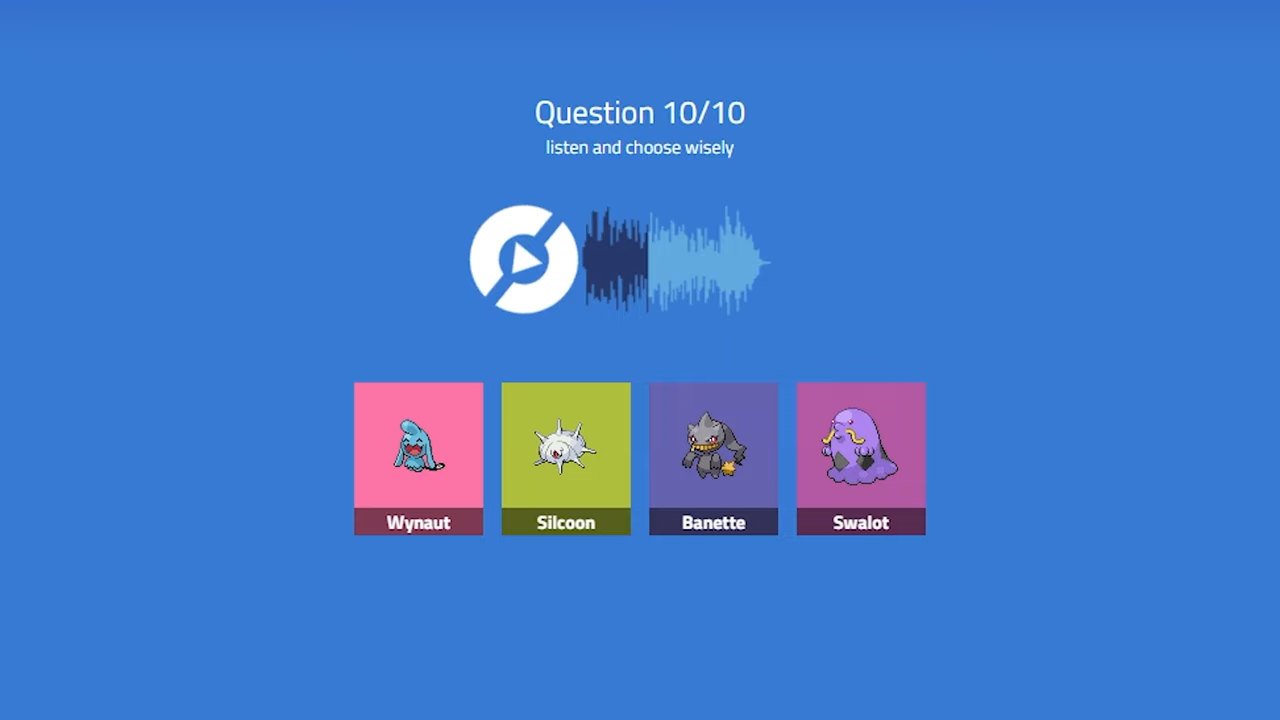 Question 10/10
listen and choose wisely
Wynaut
Silcoon
Banette
Swalot